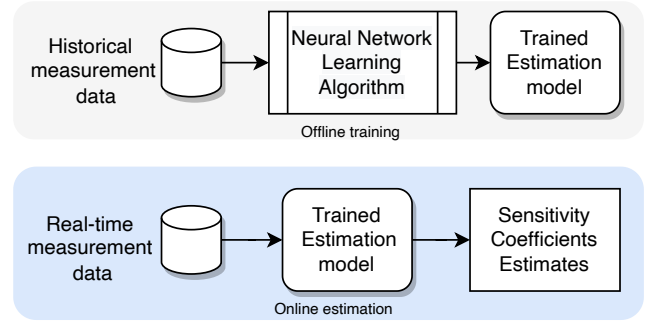 Historical
measurement
data
Neural Network
Learning
Algorithm
Trained
Estimation
model
Offline training
Real-time
measurement
data
Trained
Estimation
model
Sensitivity
Coefficients
Estimates
Online estimation